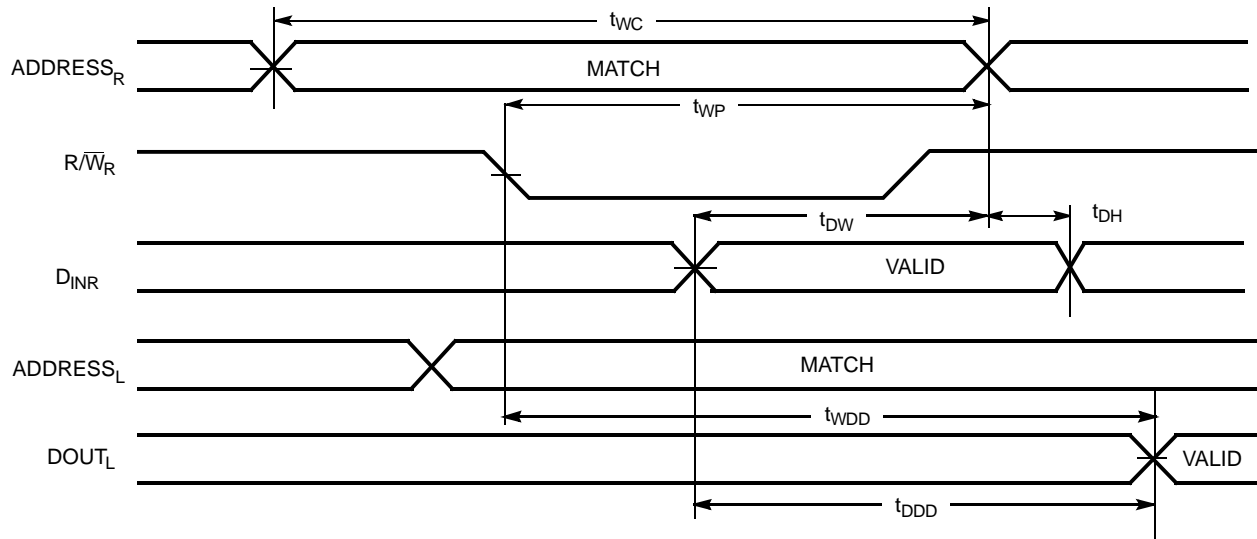 tWC
ADDRESSR
MATCH
tWP
R/W̅R
tDW
tDH
DINR
VALID
ADDRESSL
MATCH
tWDD
DOUTL
VALID
tDDD